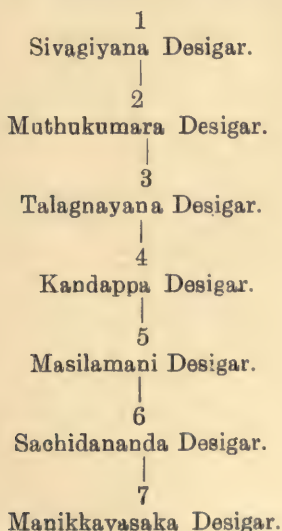 1
Sivagiyana Desigar.
2
Muthukumara Desigar.
3
Talagnayana Desigar.
4
Kandappa Desigar.
5
Masilamani Desigar.
6
Sachidananda Desigar.
7
Manikkavasaka Desigar.